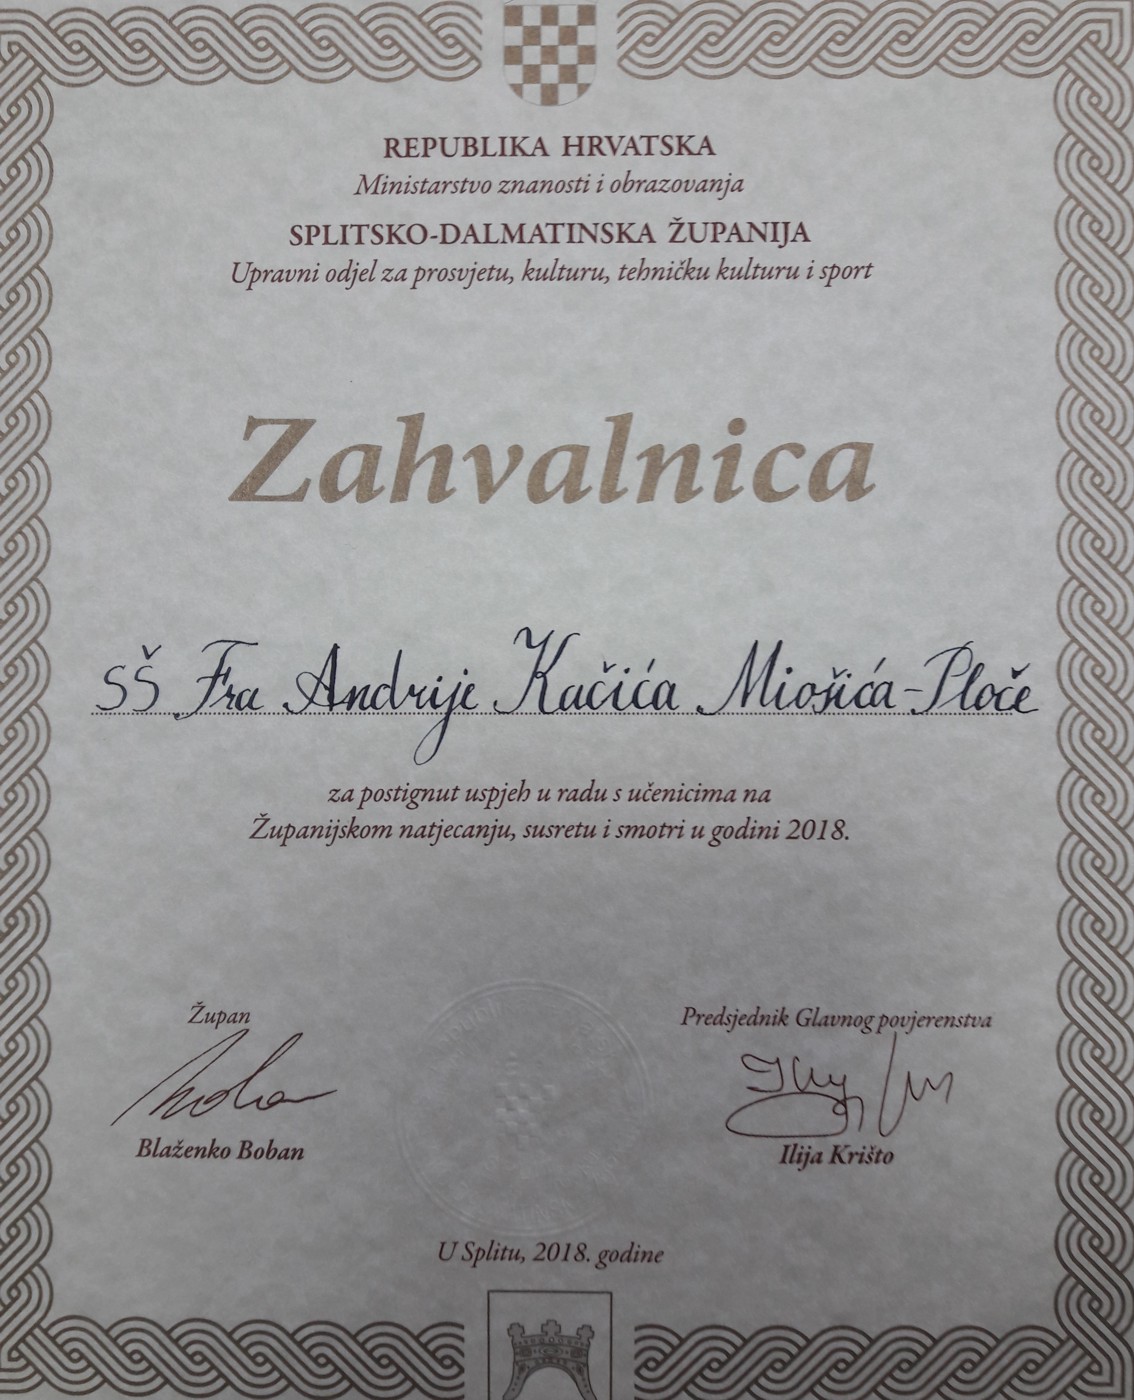 REPUBLIKA HRVATSKA
Ministarstvo znanosti i obrazovanja
SPLITSKO-DALMATINSKA ŽUPANIJA
Upravni odjel za prosvjetu, kulturu, tehničku kulturu i sport
Zahvalnica
SŠ Fra Andrije Kačića Miošića-Ploče
za postignut uspjeh u radu s učenicima na
Županijskom natjecanju, susretu i smotri u godini 2018.
Župan
Blaženko Boban
Predsjednik Glavnog povjerenstva
Ilija Krišto
U Splitu, 2018. godine